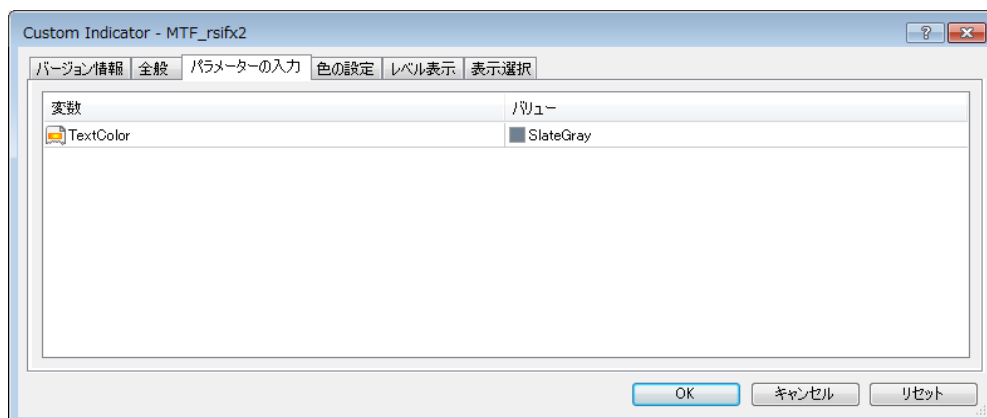 Custom Indicator - MTF_rsifx2
バージョン情報 全般 パラメーターの入力 色の設定 レベル表示 表示選択
変数 バリュー
TextColor SlateGray
OK キャンセル リセット